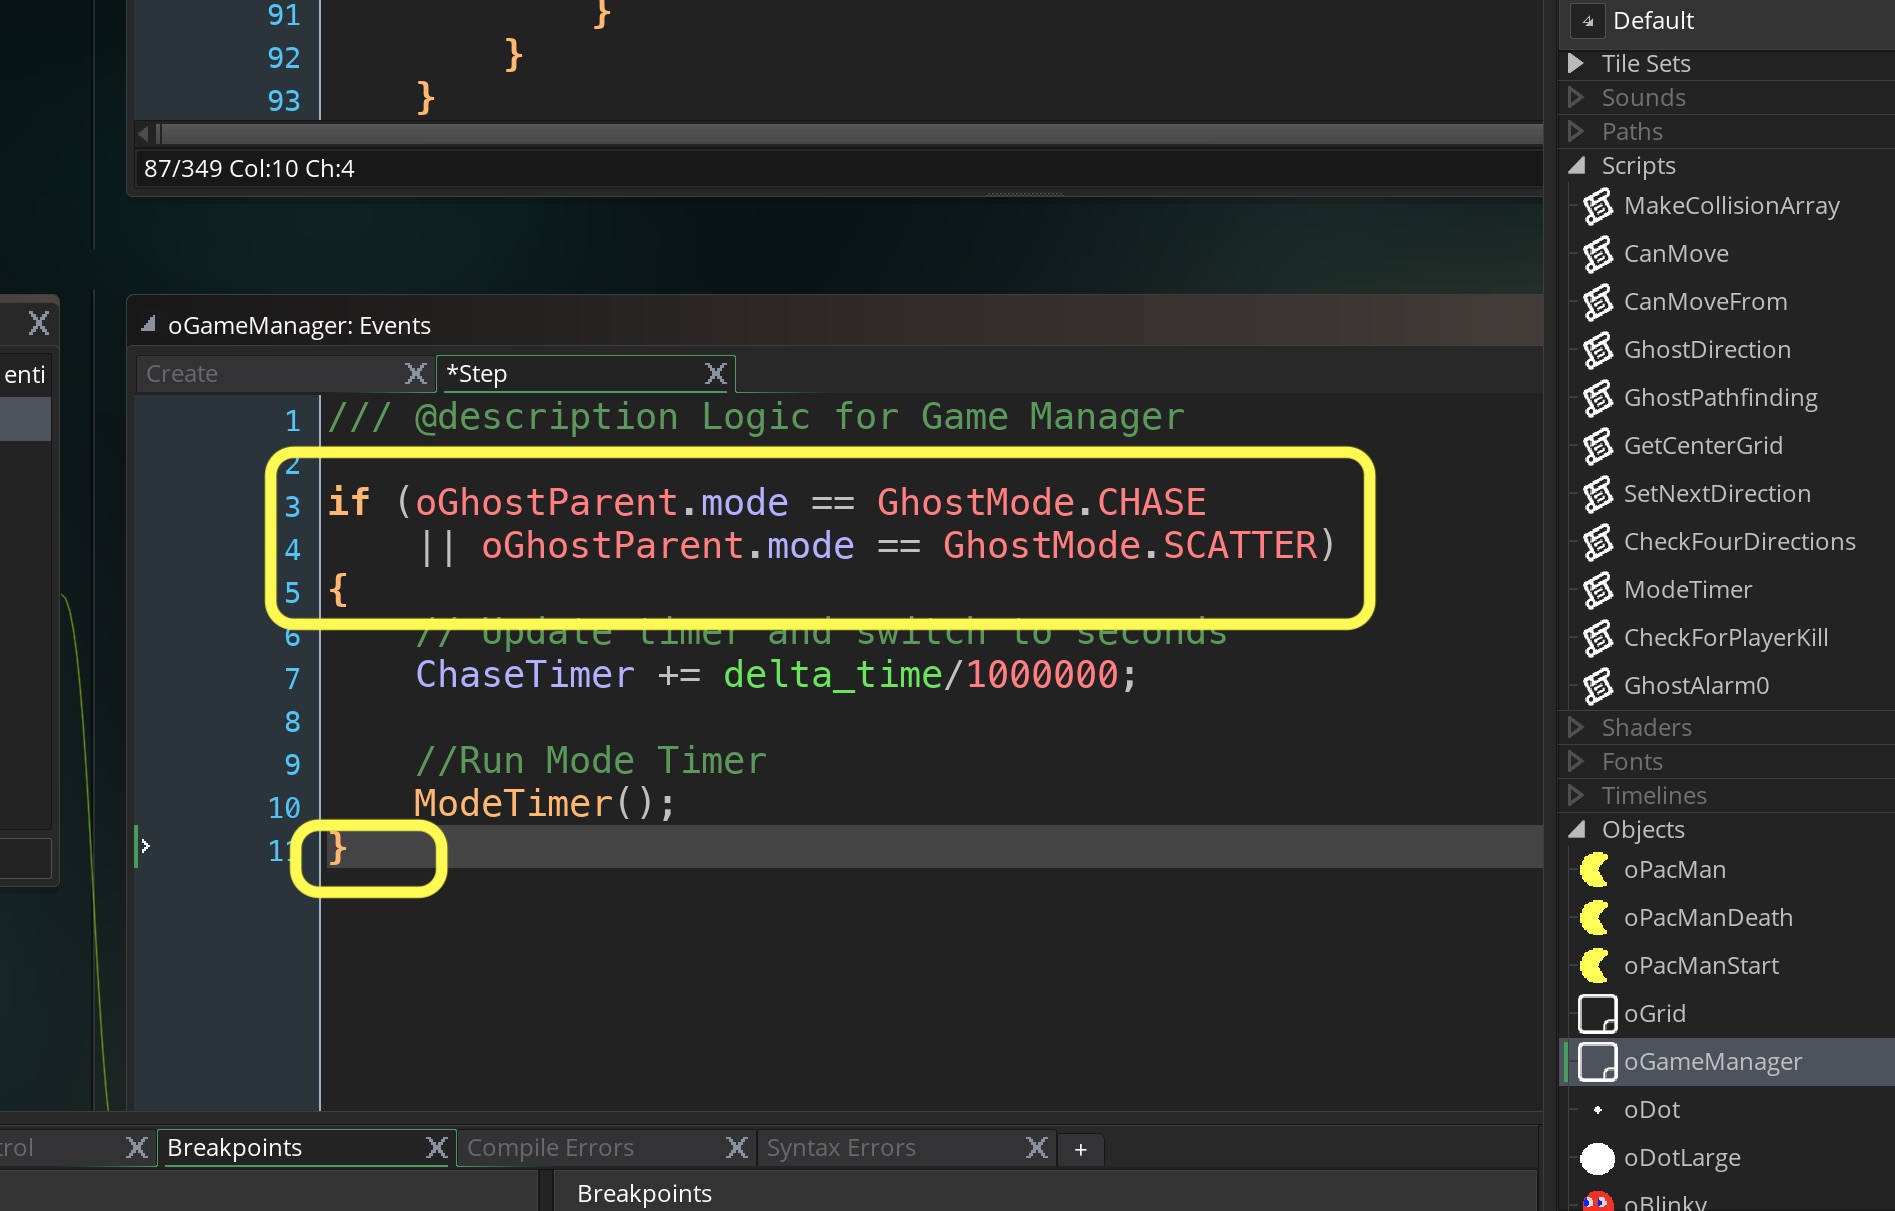 91 }
92 }
93 }
87/349 Col:10 Ch:4
oGameManager: Events
enti
Create
*Step
1 /// @description Logic for Game Manager
2
3 if (oGhostParent.mode == GhostMode.CHASE
4 || oGhostParent.mode == GhostMode.SCATTER)
5 {
6 // Update timer and switch to seconds
7 ChaseTimer += delta_time/1000000;
8
9 //Run Mode Timer
10 ModeTimer();
11 }
rol
Breakpoints
Compile Errors
Syntax Errors
+
Breakpoints
Default
Tile Sets
Sounds
Paths
Scripts
MakeCollisionArray
CanMove
CanMoveFrom
GhostDirection
GhostPathfinding
GetCenterGrid
SetNextDirection
CheckFourDirections
ModeTimer
CheckForPlayerKill
GhostAlarm0
Shaders
Fonts
Timelines
Objects
oPacMan
oPacManDeath
oPacManStart
oGrid
oGameManager
oDot
oDotLarge
oBlinky